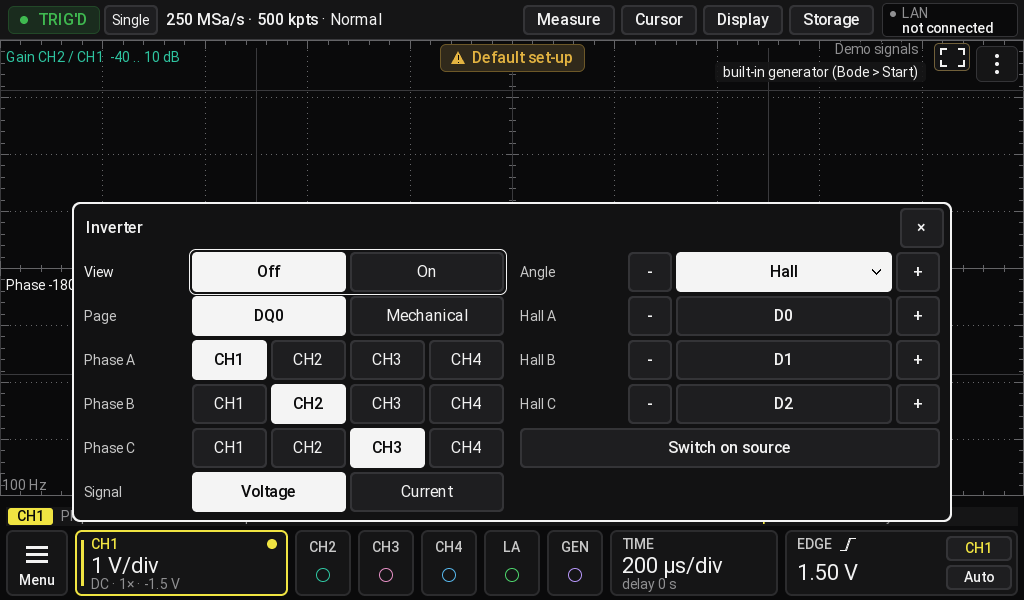 TRIG'D
Single
250 MSa/s · 500 kpts · Normal
Measure
Cursor
Display
Storage
LAN
not connected
Gain CH2 / CH1 -40 .. 10 dB
Default set-up
Demo signals
built-in generator (Bode > Start)
Inverter
×
View
Off
On
Angle
-
Hall
+
Page
DQ0
Mechanical
Hall A
-
D0
+
Phase A
CH1
CH2
CH3
CH4
Hall B
-
D1
+
Phase B
CH1
CH2
CH3
CH4
Hall C
-
D2
+
Phase C
CH1
CH2
CH3
CH4
Switch on source
Signal
Voltage
Current
Phase -180
100 Hz
CH1
CH1
1 V/div
DC · 1× · -1.5 V
CH2
CH3
CH4
LA
GEN
TIME
200 µs/div
delay 0 s
EDGE
1.50 V
CH1
Auto
Menu